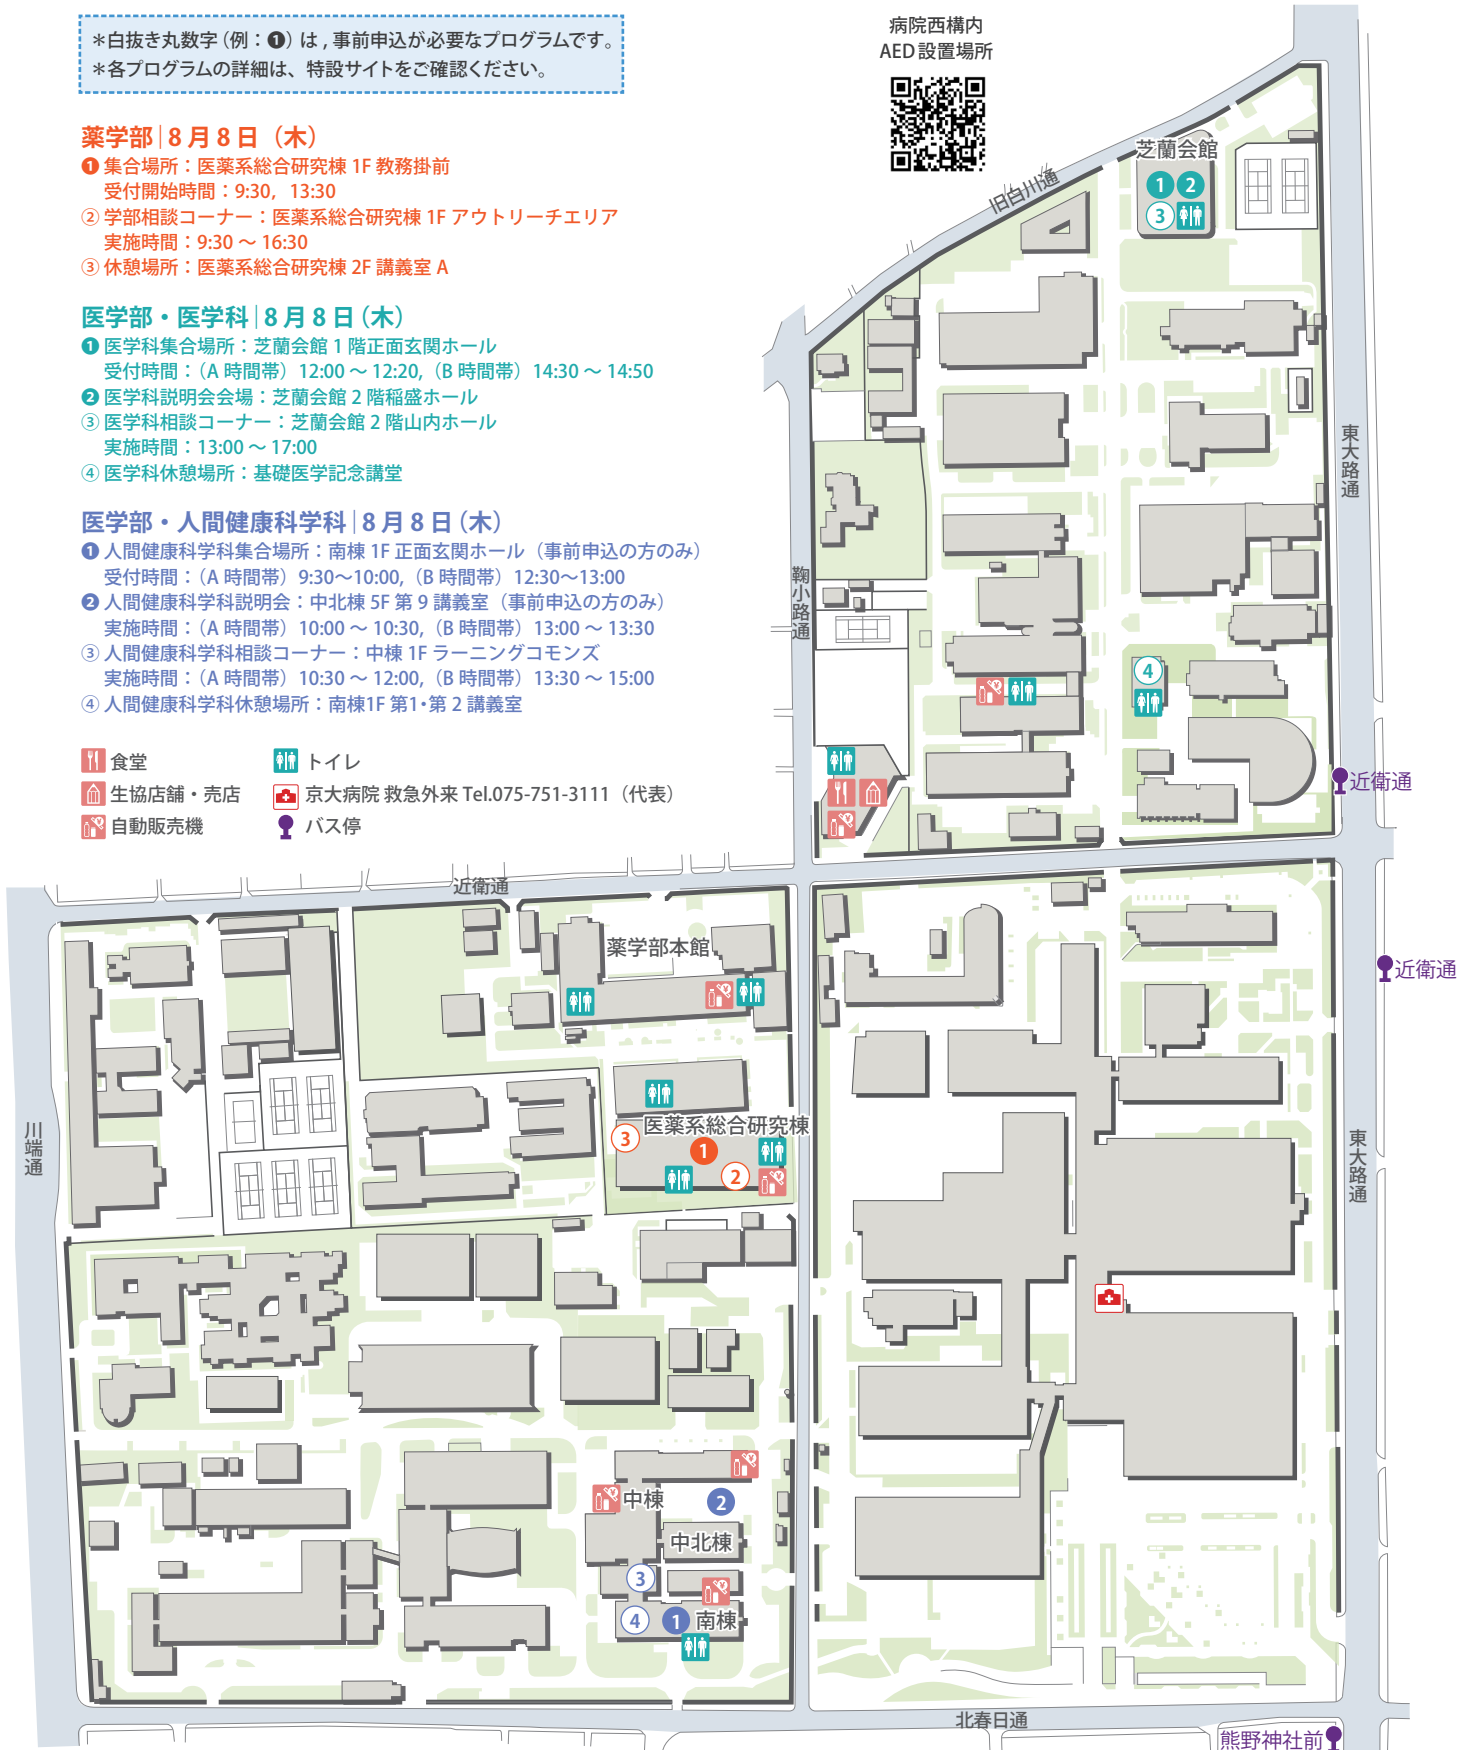 ＊白抜き丸数字（例：❶）は，事前申込が必要なプログラムです。
＊各プログラムの詳細は、特設サイトをご確認ください。
薬学部｜8月8日（木）
❶ 集合場所：医薬系総合研究棟 1F 教務掛前
受付開始時間：9:30，13:30
② 学部相談コーナー：医薬系総合研究棟 1F アウトリーチエリア
実施時間：9:30 ～ 16:30
③ 休憩場所：医薬系総合研究棟 2F 講義室 A
医学部・医学科｜8月8日（木）
❶ 医学科集合場所：芝蘭会館 1 階正面玄関ホール
受付時間：（A 時間帯）12:00 ～ 12:20,（B 時間帯）14:30 ～ 14:50
❷ 医学科説明会会場：芝蘭会館 2 階稲盛ホール
③ 医学科相談コーナー：芝蘭会館 2 階山内ホール
実施時間：13:00 ～ 17:00
④ 医学科休憩場所：基礎医学記念講堂
医学部・人間健康科学科｜8月8日（木）
❶ 人間健康科学科集合場所：南棟 1F 正面玄関ホール（事前申込の方のみ）
受付時間：（A 時間帯）9:30～10:00,（B 時間帯）12:30～13:00
❷ 人間健康科学科説明会：中北棟 5F 第 9 講義室（事前申込の方のみ）
実施時間：（A 時間帯）10:00 ～ 10:30,（B 時間帯）13:00 ～ 13:30
③ 人間健康科学科相談コーナー：中棟 1F ラーニングコモンズ
実施時間：（A 時間帯）10:30 ～ 12:00,（B 時間帯）13:30 ～ 15:00
④ 人間健康科学科休憩場所：南棟1F 第1・第 2 講義室
食堂
トイレ
生協店舗・売店
京大病院 救急外来 Tel.075-751-3111（代表）
自動販売機
バス停
病院西構内
AED設置場所
旧白川通
芝蘭会館
❶ ❷
③
東大路通
鞠小路通
④
近衛通
近衛通
薬学部本館
近衛通
川端通
医薬系総合研究棟
③
❶
②
東大路通
中棟
❷
中北棟
③
④
❶
南棟
北春日通
熊野神社前